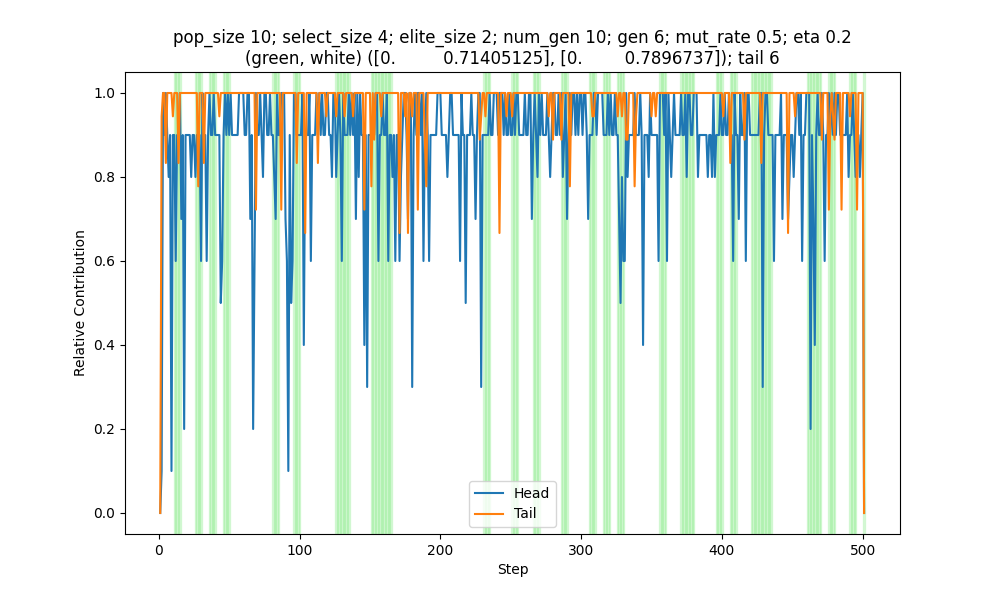 pop_size 10; select_size 4; elite_size 2; num_gen 10; gen 6; mut_rate 0.5; eta 0.2
(green, white) ([0. 0.71405125], [0. 0.7896737]); tail 6
1.0
0.8
0.6
0.4
0.2
0.0
Relative Contribution
Head
Tail
0 100 200 300 400 500
Step